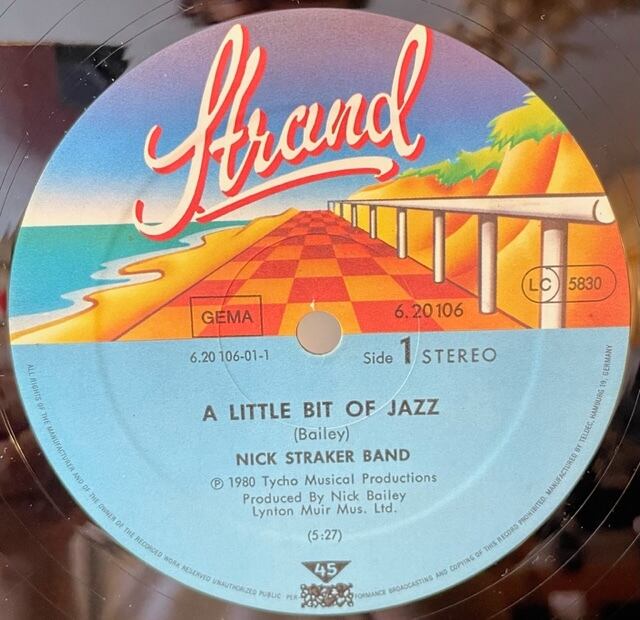 Strand
GEMA
6.20106
LC 5830
6.20 106-01-1
Side 1 STEREO
A LITTLE BIT OF JAZZ
(Bailey)
NICK STRAKER BAND
Ⓟ 1980 Tycho Musical Productions
Produced By Nick Bailey
Lynton Muir Mus. Ltd.
(5:27)
45
ALL RIGHTS OF THE MANUFACTURER AND OF THE OWNER OF THE RECORDED WORK RESERVED UNAUTHORIZED PUBLIC PERFORMANCE BROADCASTING AND COPYING OF THIS RECORD PROHIBITED. MANUFACTURED BY TELDEC, HAMBURG 19, GERMANY